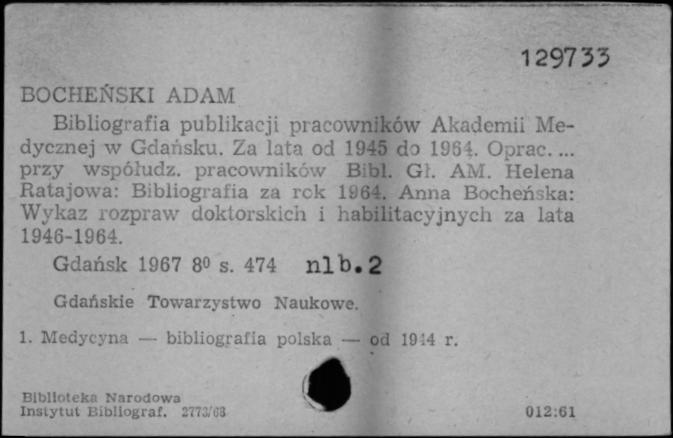 129733
BOCHEŃSKI ADAM
Bibliografia publikacji pracowników Akademii Me-
dycznej w Gdańsku. Za lata od 1945 do 1964. Oprac. ...
przy współudz. pracowników Bibl. Gł. AM. Helena
Ratajowa: Bibliografia za rok 1964. Anna Bocheńska:
Wykaz rozpraw doktorskich i habilitacyjnych za lata
1946-1964.
Gdańsk 1967 8⁰ s. 474 nlb.2
Gdańskie Towarzystwo Naukowe.
1. Medycyna — bibliografia polska — od 1944 r.
Biblioteka Narodowa
Instytut Bibliograf. 2773/68
012:61